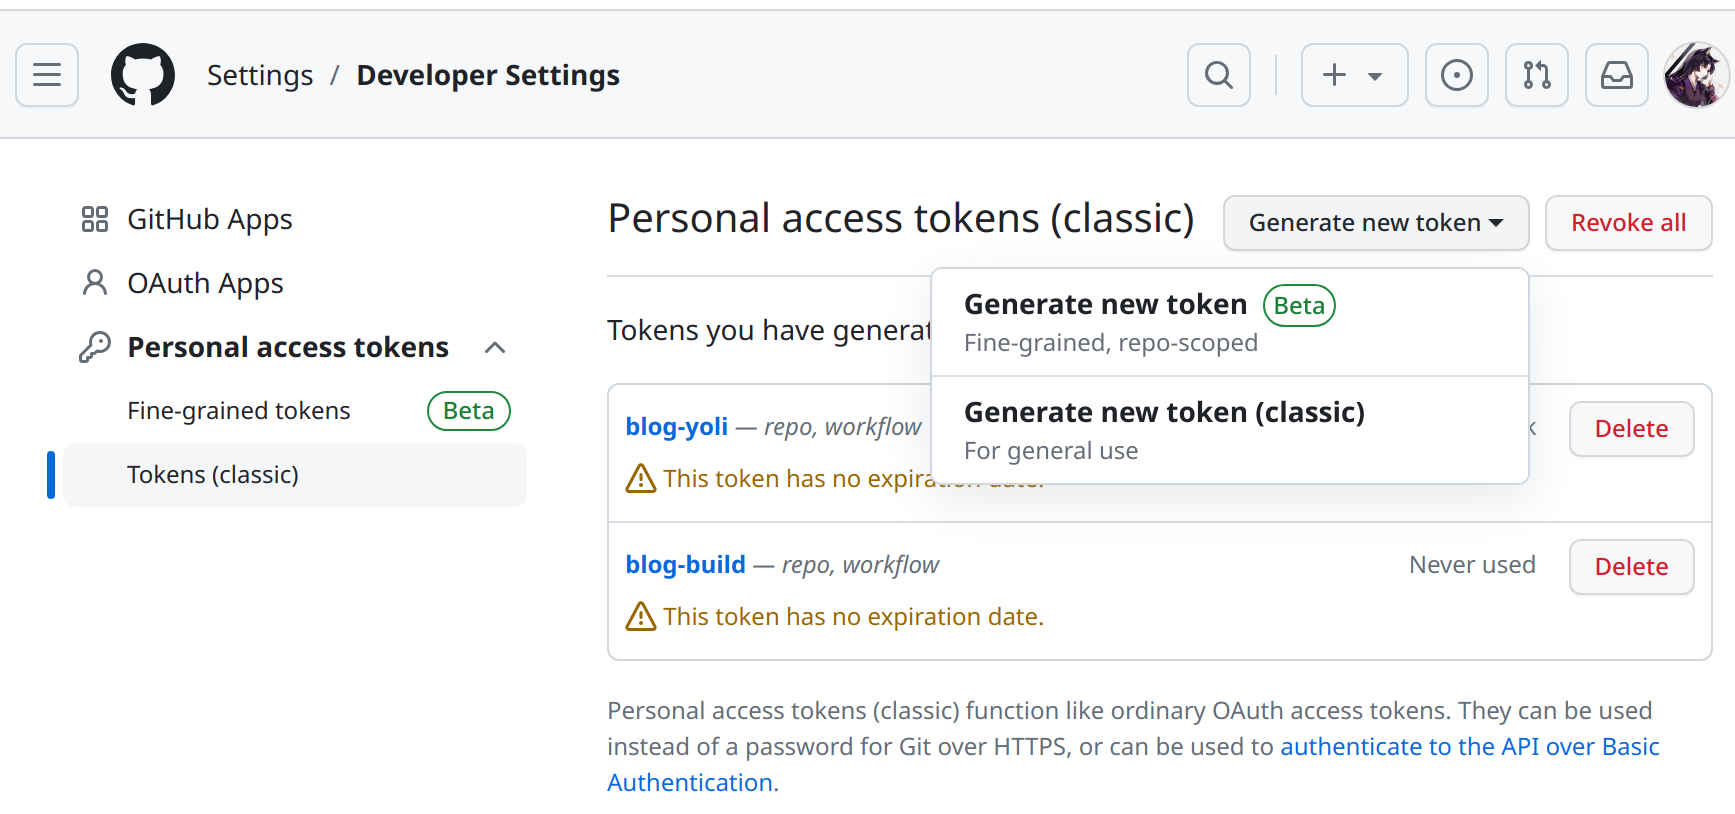 Settings / Developer Settings
GitHub Apps
OAuth Apps
Personal access tokens
Fine-grained tokens Beta
Tokens (classic)
Personal access tokens (classic)
Generate new token
Revoke all
Generate new token Beta
Fine-grained, repo-scoped
Generate new token (classic)
For general use
Tokens you have
blog-yoli — repo, workflow
Delete
This token has no expiration date.
blog-build — repo, workflow
Never used
Delete
This token has no expiration date.
Personal access tokens (classic) function like ordinary OAuth access tokens. They can be used
instead of a password for Git over HTTPS, or can be used to authenticate to the API over Basic
Authentication.